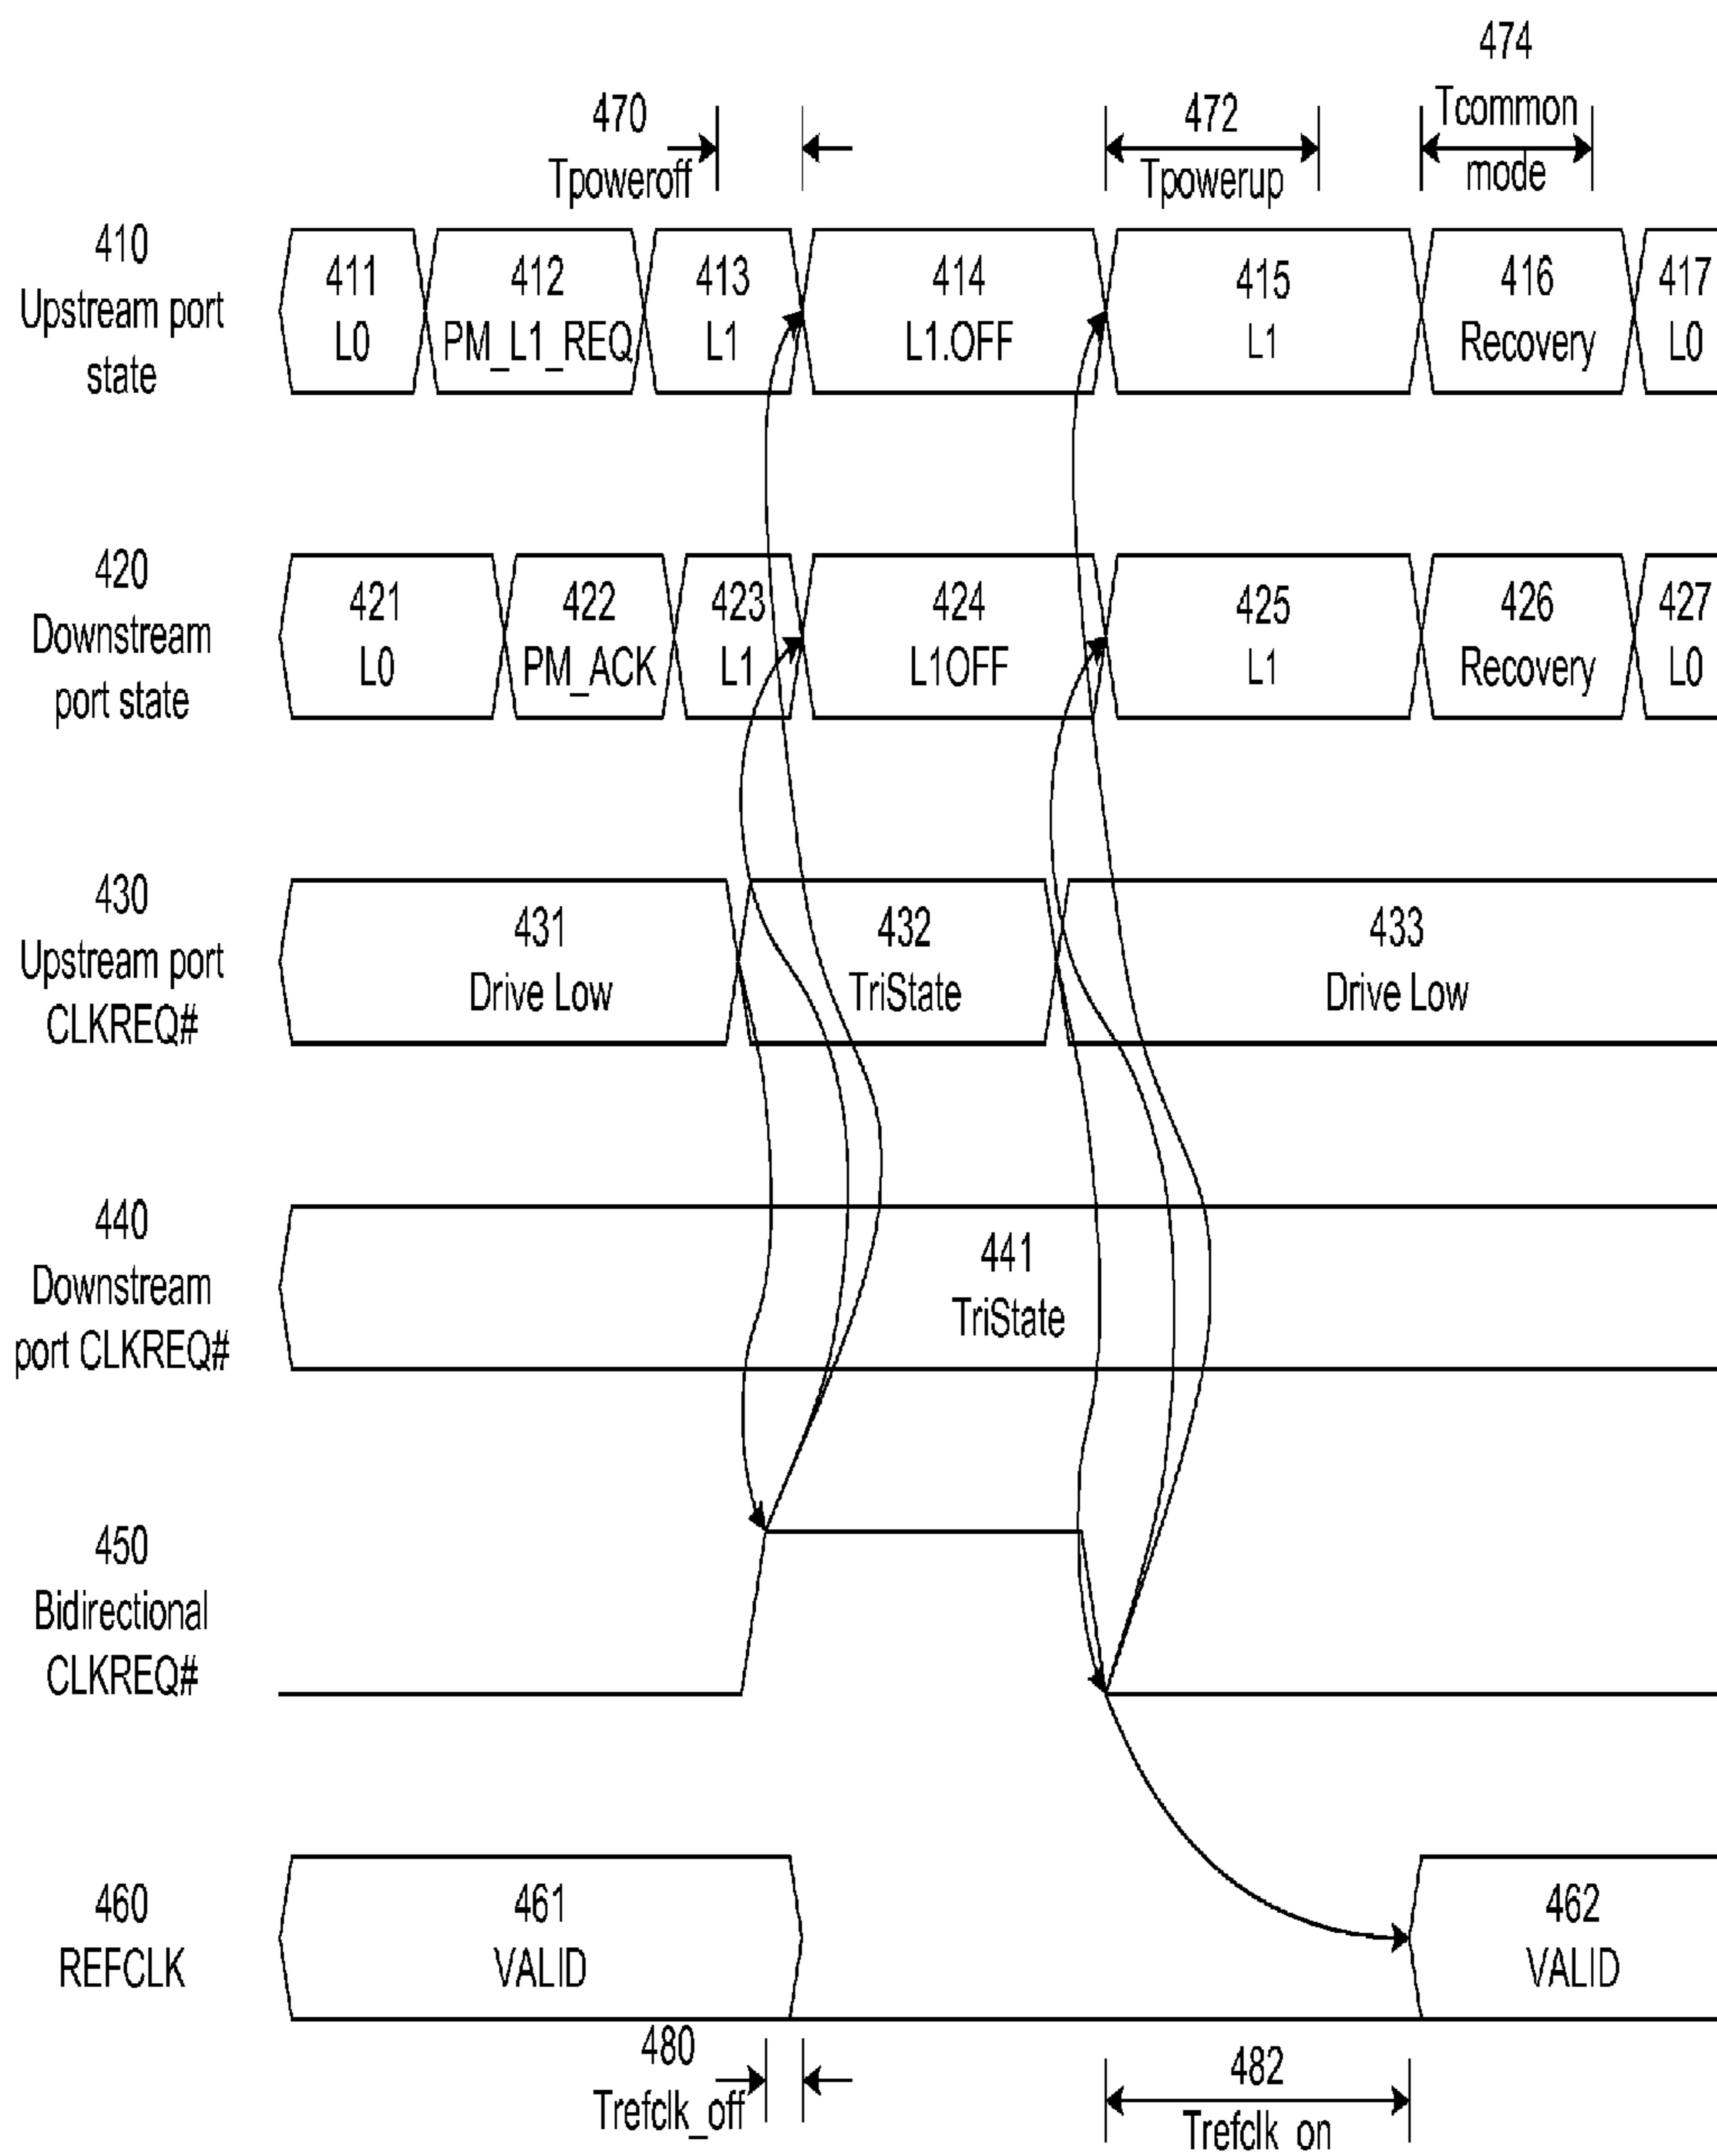 474
Tcommon
mode
470
Tpoweroff
472
Tpowerup
410
Upstream port
state
411
L0
412
PM_L1_REQ
413
L1
414
L1.OFF
415
L1
416
Recovery
417
L0
420
Downstream
port state
421
L0
422
PM_ACK
423
L1
424
L1OFF
425
L1
426
Recovery
427
L0
430
Upstream port
CLKREQ#
431
Drive Low
432
TriState
433
Drive Low
440
Downstream
port CLKREQ#
441
TriState
450
Bidirectional
CLKREQ#
460
REFCLK
461
VALID
462
VALID
480
Trefclk_off
482
Trefclk on